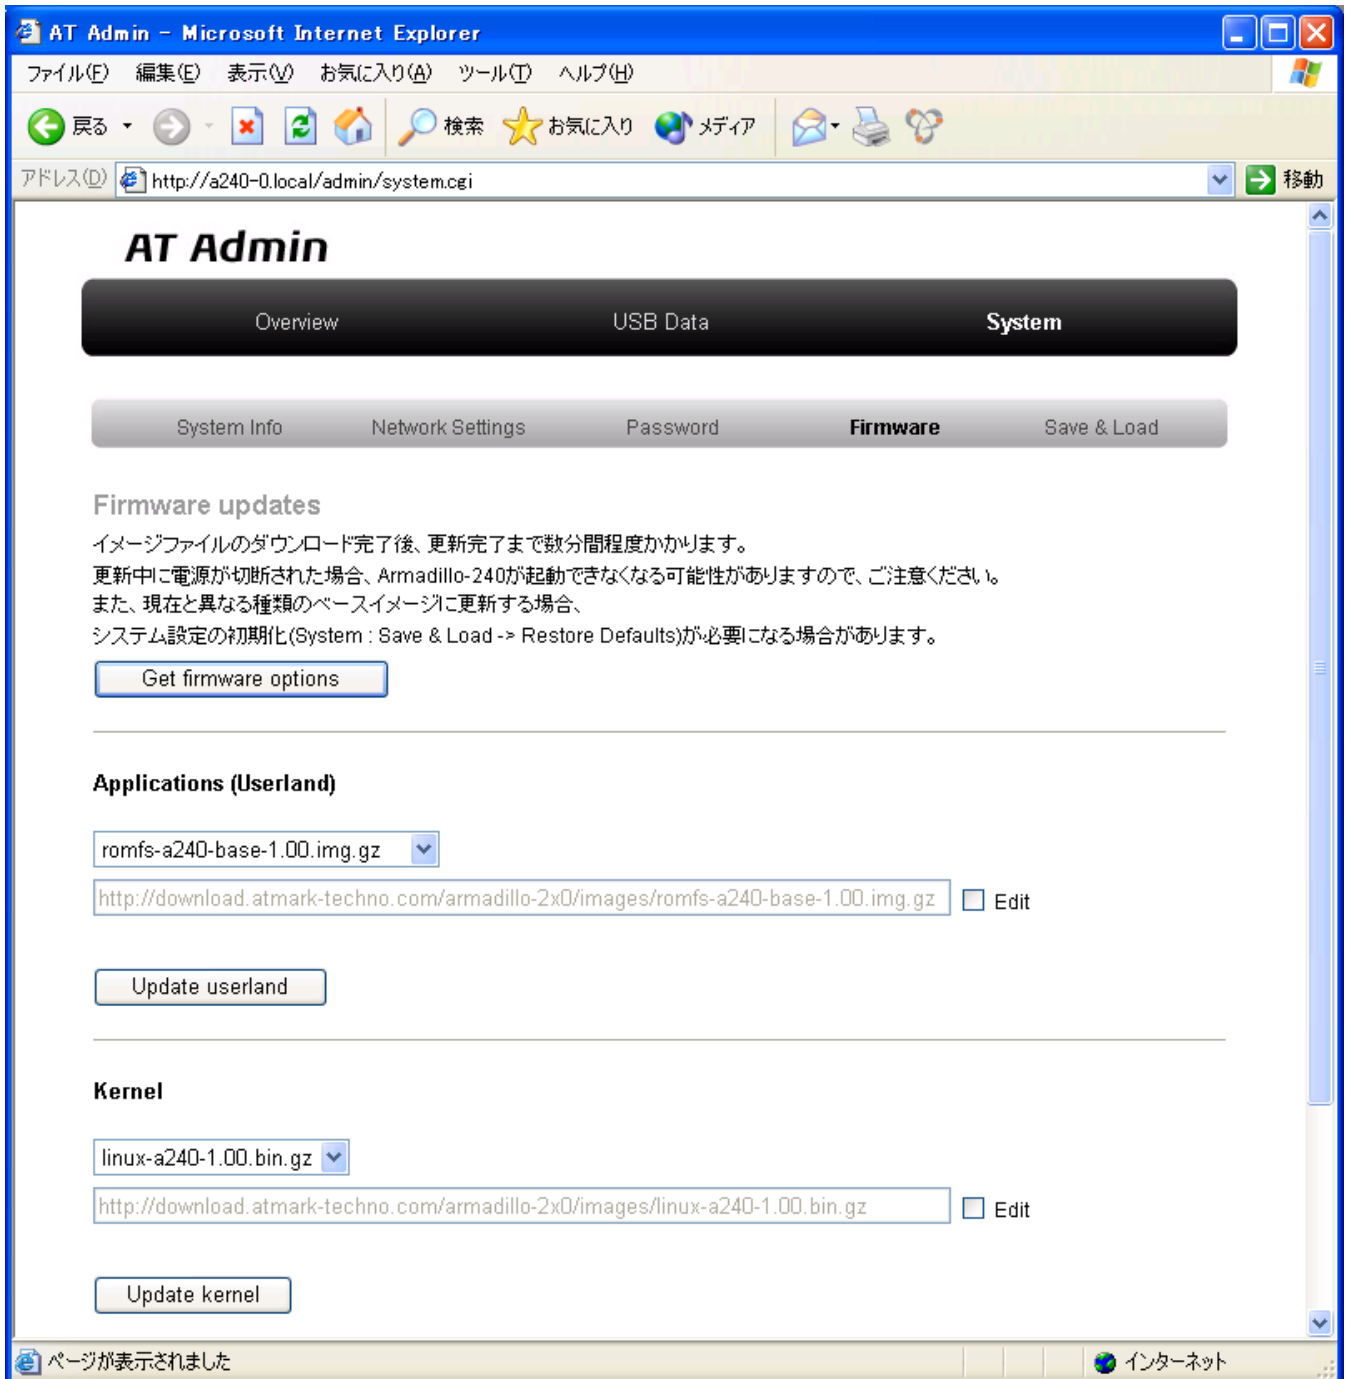 AT Admin - Microsoft Internet Explorer
ファイル(F) 編集(E) 表示(V) お気に入り(A) ツール(T) ヘルプ(H)
戻る 検索 お気に入り メディア
アドレス(D) http://a240-0.local/admin/system.cgi 移動
AT Admin
Overview USB Data System
System Info Network Settings Password Firmware Save & Load
Firmware updates
イメージファイルのダウンロード完了後、更新完了まで数分間程度かかります。
更新中に電源が切断された場合、Armadillo-240が起動できなくなる可能性がありますので、ご注意ください。
また、現在と異なる種類のベースイメージに更新する場合、
システム設定の初期化(System : Save & Load -> Restore Defaults)が必要になる場合があります。
Get firmware options
Applications (Userland)
romfs-a240-base-1.00.img.gz
http://download.atmark-techno.com/armadillo-2x0/images/romfs-a240-base-1.00.img.gz Edit
Update userland
Kernel
linux-a240-1.00.bin.gz
http://download.atmark-techno.com/armadillo-2x0/images/linux-a240-1.00.bin.gz Edit
Update kernel
ページが表示されました インターネット